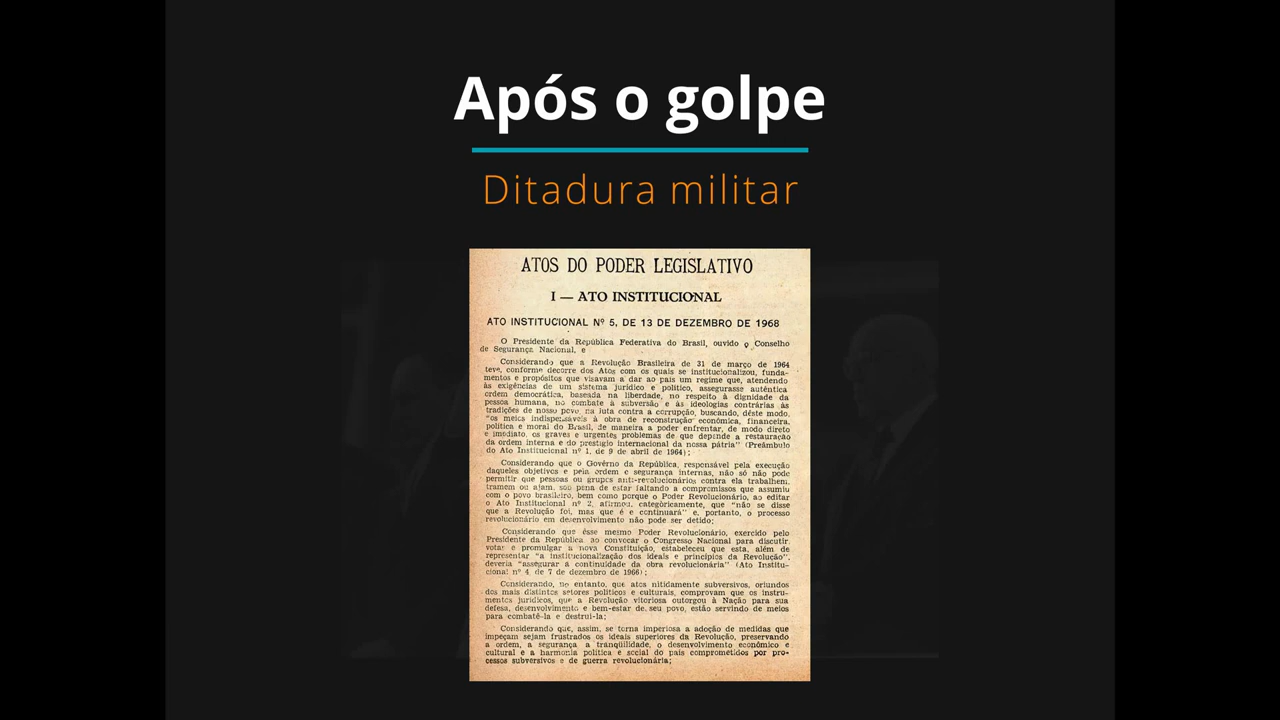 Após o golpe
Ditadura militar
ATOS DO PODER LEGISLATIVO
I — ATO INSTITUCIONAL
ATO INSTITUCIONAL Nº 5, DE 13 DE DEZEMBRO DE 1968
O Presidente da República Federativa do Brasil, ouvido o Conselho
de Segurança Nacional, e
Considerando que a Revolução Brasileira de 31 de março de 1964
teve, conforme decorre dos Atos com os quais se institucionalizou, funda-
mentos e propósitos que visavam a dar ao país um regime que, atendendo
às exigências de um sistema jurídico e político, assegurasse autêntica
ordem democrática, baseada na liberdade, no respeito à dignidade da
pessoa humana, no combate à subversão e às ideologias contrárias às
tradições de nosso povo, na luta contra a corrupção, buscando, dêste modo,
"os meios indispensáveis à obra de reconstrução econômica, financeira,
política e moral do Brasil, de maneira a poder enfrentar, de modo direto
e imediato, os graves e urgentes problemas de que depende a restauração
da ordem interna e do prestígio internacional da nossa pátria" (Preâmbulo
do Ato Institucional nº 1, de 9 de abril de 1964);
Considerando que o Govêrno da República, responsável pela execução
daqueles objetivos e pela ordem e segurança internas, não só não pode
permitir que pessoas ou grupos anti-revolucionários contra ela trabalhem,
tramem ou ajam, sob pena de estar faltando a compromissos que assumiu
com o povo brasileiro, bem como porque o Poder Revolucionário, ao editar
o Ato Institucional nº 2, afirmou, categòricamente, que "não se disse
que a Revolução foi, mas que é e continuará" e, portanto, o processo
revolucionário em desenvolvimento não pode ser detido;
Considerando que êsse mesmo Poder Revolucionário, exercido pelo
Presidente da República, ao convocar o Congresso Nacional para discutir,
votar e promulgar a nova Constituição, estabeleceu que esta, além de
representar "a institucionalização dos ideais e princípios da Revolução",
deveria "assegurar a continuidade da obra revolucionária" (Ato Institu-
cional nº 4, de 7 de dezembro de 1966);
Considerando, no entanto, que atos nìtidamente subversivos, oriundos
dos mais distintos setores políticos e culturais, comprovam que os instru-
mentos jurídicos, que a Revolução vitoriosa outorgou à Nação para sua
defesa, desenvolvimento e bem-estar de seu povo, estão servindo de meios
para combatê-la e destruí-la;
Considerando que, assim, se torna imperiosa a adoção de medidas que
impeçam sejam frustrados os ideais superiores da Revolução, preservando
a ordem, a segurança, a tranqüilidade, o desenvolvimento econômico e
cultural e a harmonia política e social do país comprometidos por pro-
cessos subversivos e de guerra revolucionária;